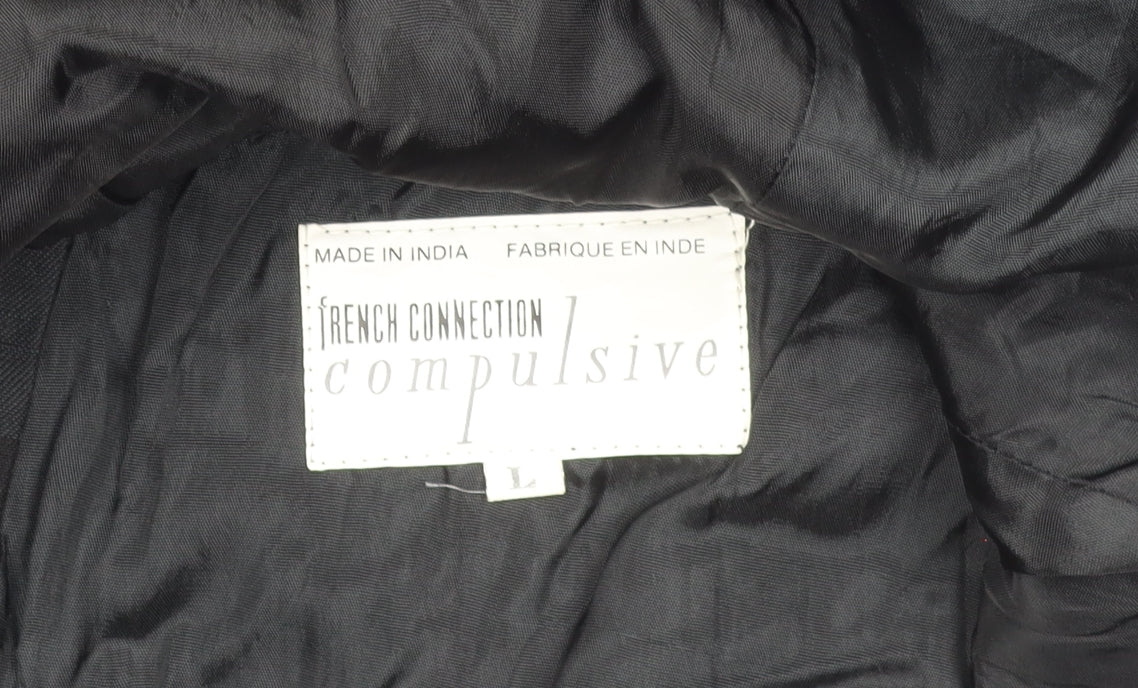 MADE IN INDIA FABRIQUE EN INDE
fRENCH CONNECTION
compulsive
L